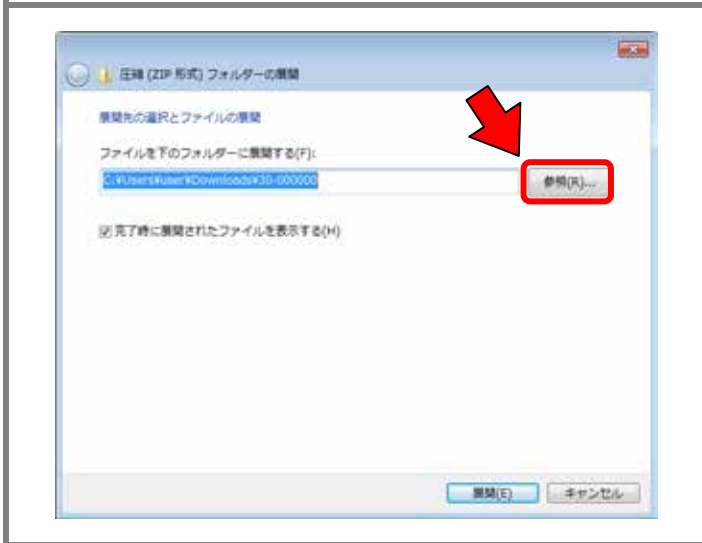 圧縮 (ZIP 形式) フォルダーの展開
展開先の選択とファイルの展開
ファイルを下のフォルダーに展開する(F):
C:¥Users¥user¥Downloads¥30-000000
参照(R)...
完了時に展開されたファイルを表示する(H)
展開(E)
キャンセル